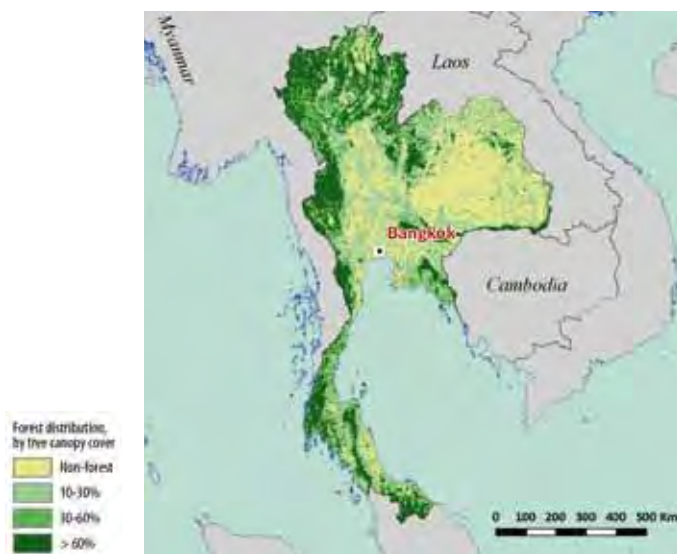 Myanmar
Laos
Bangkok
Cambodia
Forest distribution,
by tree canopy cover
Non-forest
10-30%
30-60%
> 60%
0 100 200 300 400 500 Km